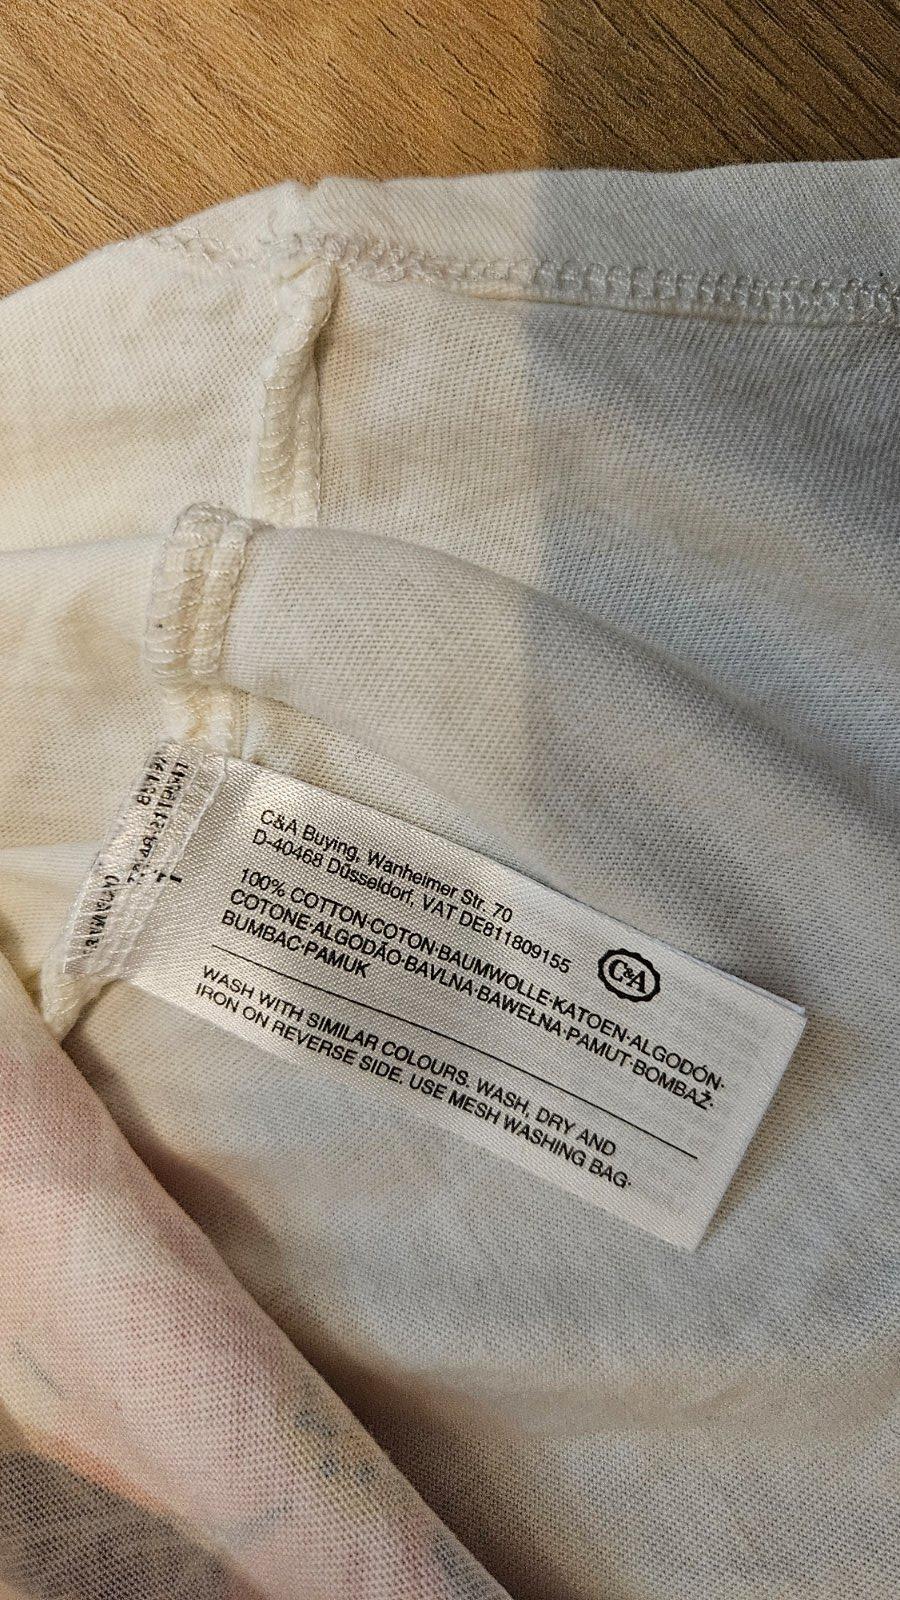 C&A Buying, Wanheimer Str. 70
D-40468 Düsseldorf, VAT DE811809155
C&A
100% COTTON·COTON·BAUMWOLLE·KATOEN·ALGODÓN·
COTONE·ALGODÃO·BAVLNA·BAWEŁNA·PAMUT·BOMBAŽ·
BUMBAC·PAMUK
WASH WITH SIMILAR COLOURS. WASH, DRY AND
IRON ON REVERSE SIDE. USE MESH WASHING BAG·